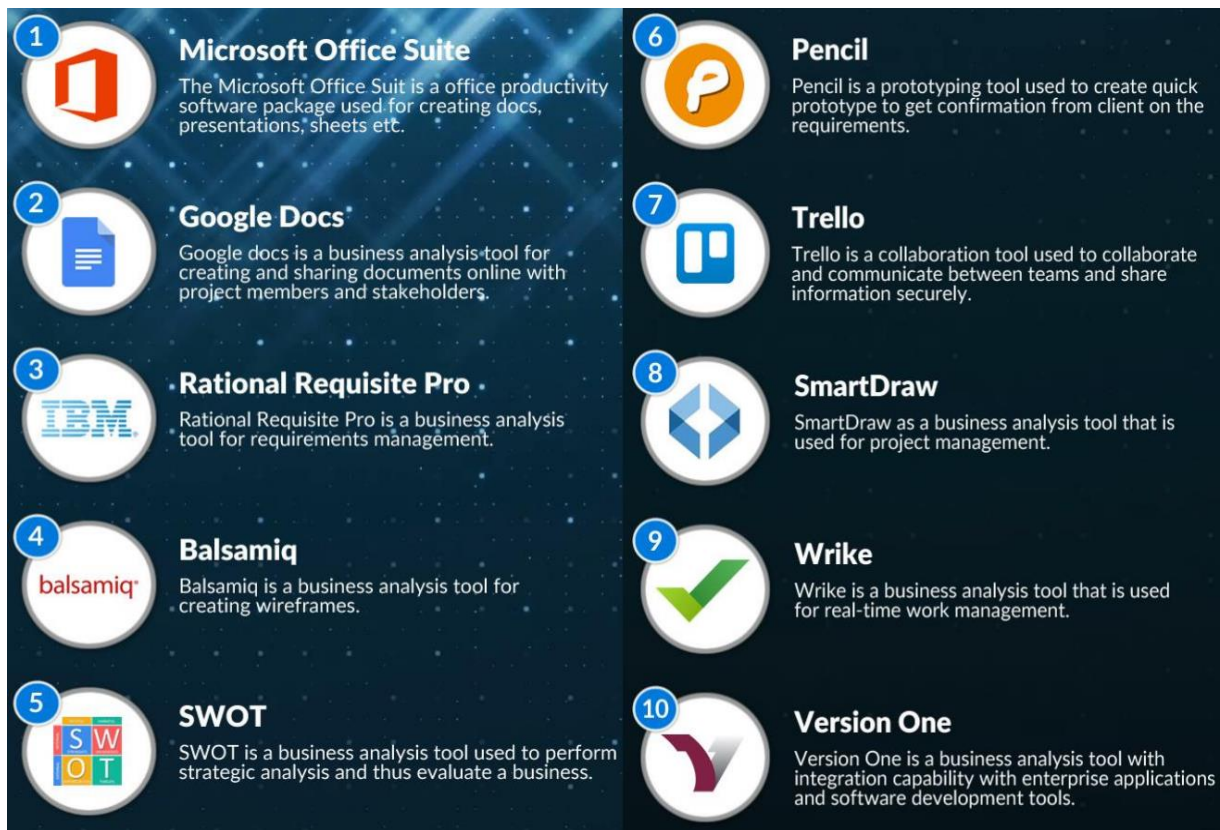 1
Microsoft Office Suite
The Microsoft Office Suit is a office productivity
software package used for creating docs,
presentations, sheets etc.
2
Google Docs
Google docs is a business analysis tool for
creating and sharing documents online with
project members and stakeholders.
3
IBM
Rational Requisite Pro
Rational Requisite Pro is a business analysis
tool for requirements management.
4
balsamiq
Balsamiq
Balsamiq is a business analysis tool for
creating wireframes.
5
S W
O T
SWOT
SWOT is a business analysis tool used to perform
strategic analysis and thus evaluate a business.
6
P
Pencil
Pencil is a prototyping tool used to create quick
prototype to get confirmation from client on the
requirements.
7
Trello
Trello is a collaboration tool used to collaborate
and communicate between teams and share
information securely.
8
SmartDraw
SmartDraw as a business analysis tool that is
used for project management.
9
Wrike
Wrike is a business analysis tool that is used
for real-time work management.
10
Version One
Version One is a business analysis tool with
integration capability with enterprise applications
and software development tools.